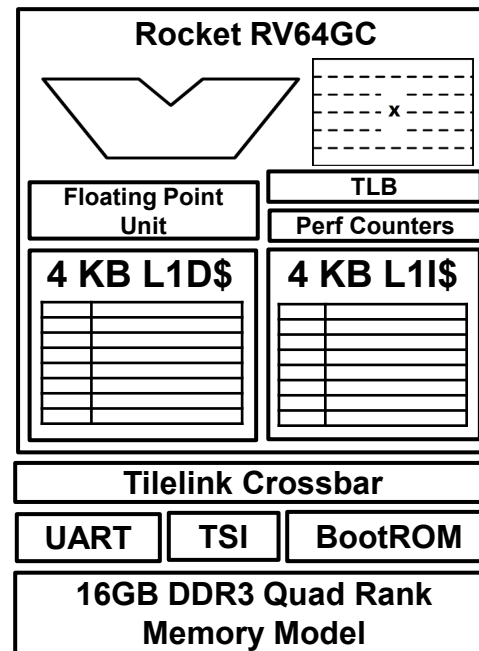 Rocket RV64GC
x
Floating Point
Unit
TLB
Perf Counters
4 KB L1D$
4 KB L1I$
Tilelink Crossbar
UART
TSI
BootROM
16GB DDR3 Quad Rank
Memory Model